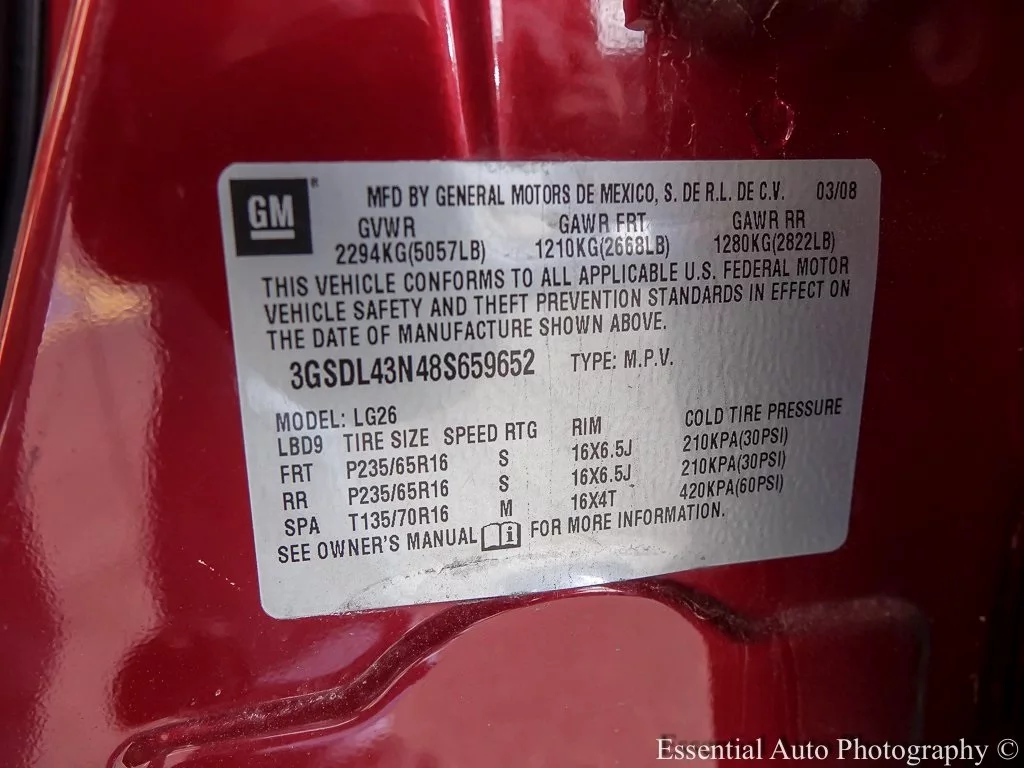 GM ® MFD BY GENERAL MOTORS DE MEXICO, S. DE R.L. DE C.V. 03/08
GVWR GAWR FRT GAWR RR
2294KG(5057LB) 1210KG(2668LB) 1280KG(2822LB)
THIS VEHICLE CONFORMS TO ALL APPLICABLE U.S. FEDERAL MOTOR
VEHICLE SAFETY AND THEFT PREVENTION STANDARDS IN EFFECT ON
THE DATE OF MANUFACTURE SHOWN ABOVE.
3GSDL43N48S659652 TYPE: M.P.V.
MODEL: LG26
LBD9 TIRE SIZE SPEED RTG RIM COLD TIRE PRESSURE
FRT P235/65R16 S 16X6.5J 210KPA(30PSI)
RR P235/65R16 S 16X6.5J 210KPA(30PSI)
SPA T135/70R16 M 16X4T 420KPA(60PSI)
SEE OWNER'S MANUAL i FOR MORE INFORMATION.
Essential Auto Photography ©